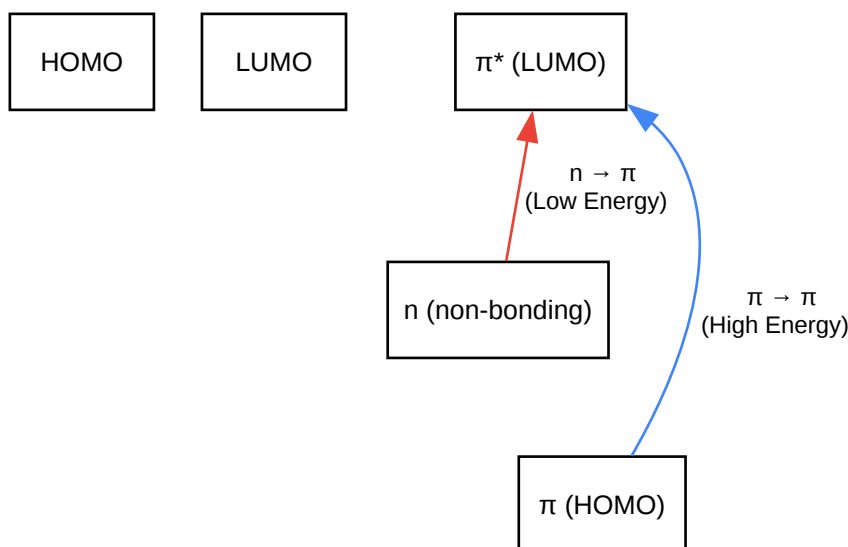 HOMO
LUMO
π* (LUMO)
n → π
(Low Energy)
n (non-bonding)
π → π
(High Energy)
π (HOMO)